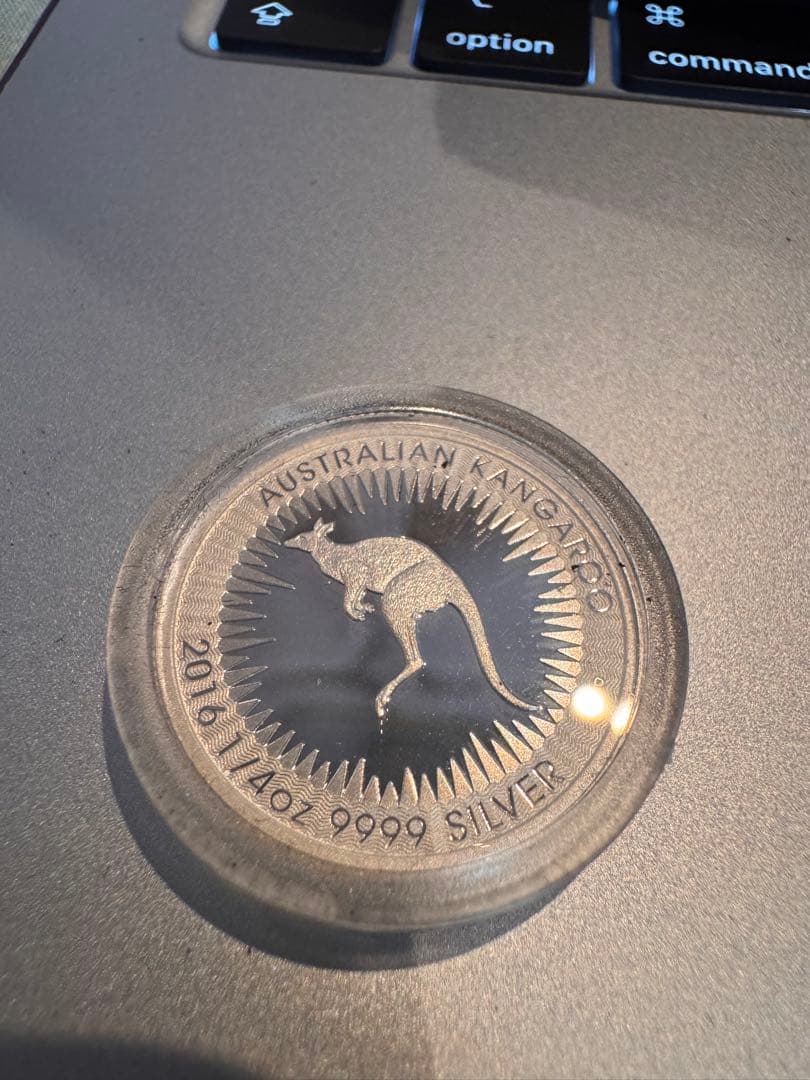 option
⌘
command
AUSTRALIAN KANGAROO
2016 1/4oz 9999 SILVER
P